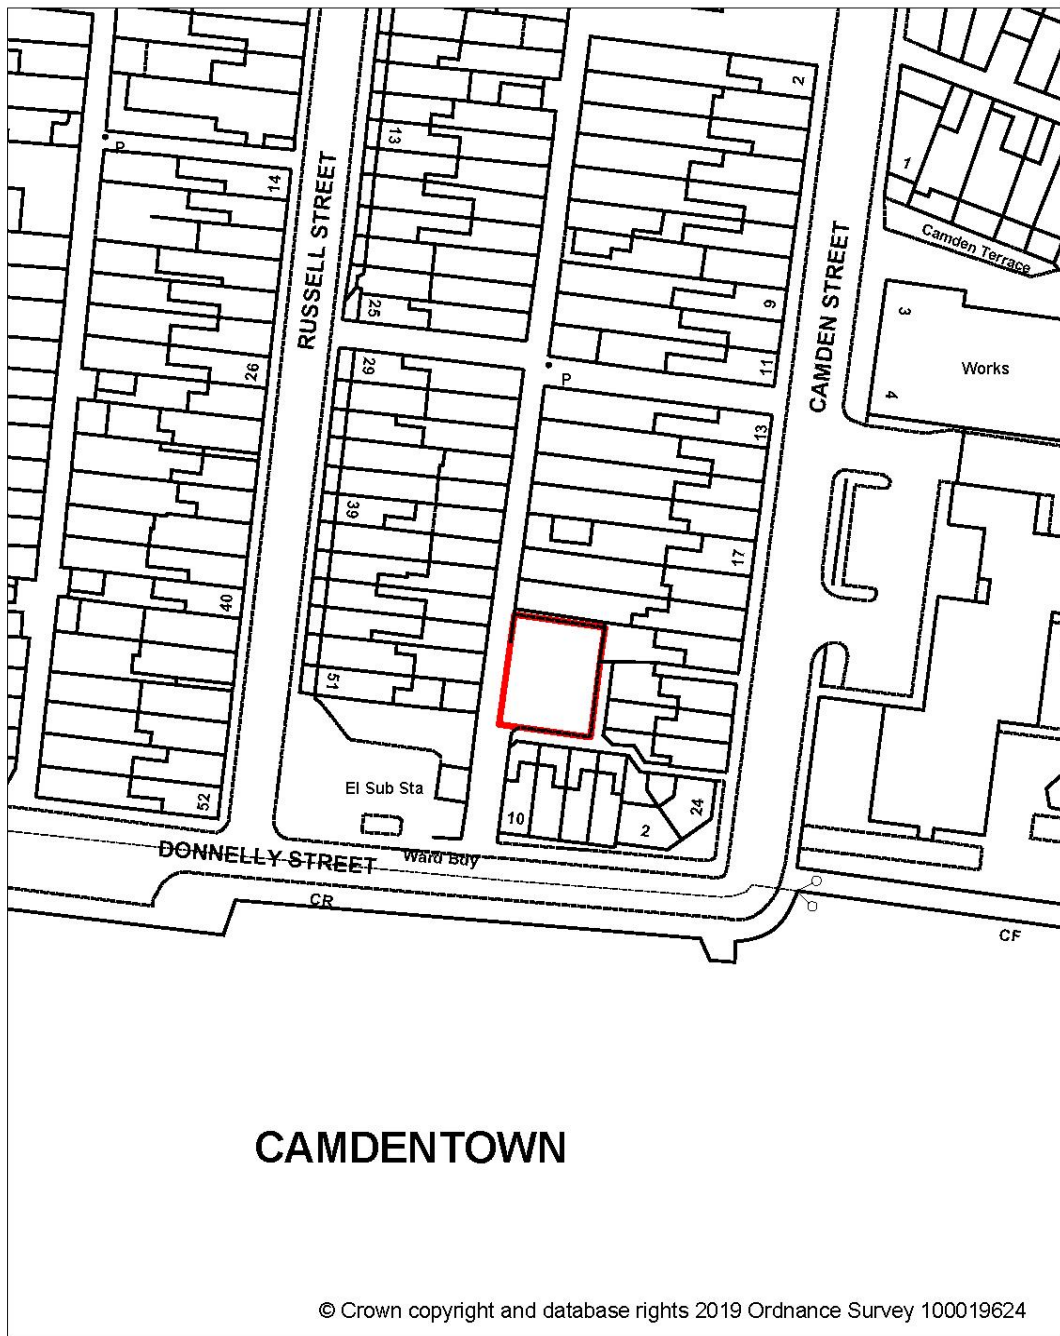 2
13
P
1
14
RUSSELL STREET
CAMDEN STREET
Camden Terrace
25
9
3
26
29
11
Works
P
4
13
39
17
40
51
El Sub Sta
52
10
2
24
DONNELLY STREET
Ward Bdy
CR
CF
CAMDENTOWN
© Crown copyright and database rights 2019 Ordnance Survey 100019624